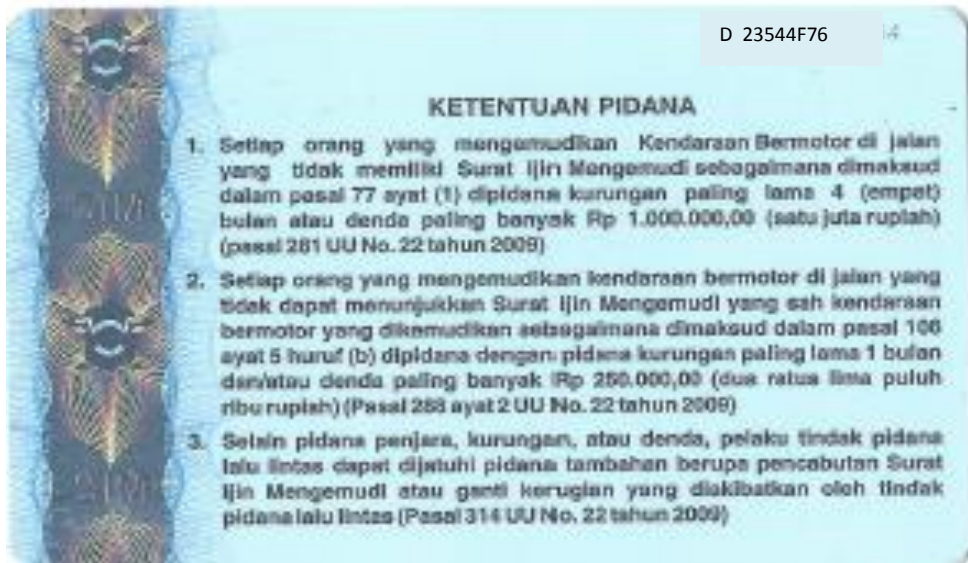 D 23544F76
KETENTUAN PIDANA
1. Setiap orang yang mengemudikan Kendaraan Bermotor di jalan
yang tidak memiliki Surat Ijin Mengemudi sebagaimana dimaksud
dalam pasal 77 ayat (1) dipidana kurungan paling lama 4 (empat)
bulan atau denda paling banyak Rp 1.000.000,00 (satu juta rupiah)
(pasal 281 UU No. 22 tahun 2009)
2. Setiap orang yang mengemudikan kendaraan bermotor di jalan yang
tidak dapat menunjukkan Surat Ijin Mengemudi yang sah kendaraan
bermotor yang dikemudikan sebagaimana dimaksud dalam pasal 106
ayat 5 huruf (b) dipidana dengan pidana kurungan paling lama 1 bulan
dan/atau denda paling banyak Rp 250.000,00 (dua ratus lima puluh
ribu rupiah) (Pasal 288 ayat 2 UU No. 22 tahun 2009)
3. Selain pidana penjara, kurungan, atau denda, pelaku tindak pidana
lalu lintas dapat dijatuhi pidana tambahan berupa pencabutan Surat
Ijin Mengemudi atau ganti kerugian yang diakibatkan oleh tindak
pidana lalu lintas (Pasal 314 UU No. 22 tahun 2009)